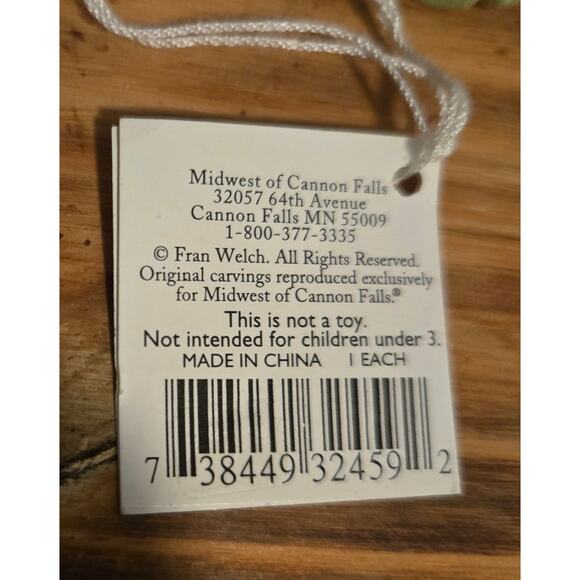 Midwest of Cannon Falls
32057 64th Avenue
Cannon Falls MN 55009
1-800-377-3335
© Fran Welch. All Rights Reserved.
Original carvings reproduced exclusively
for Midwest of Cannon Falls.®
This is not a toy.
Not intended for children under 3.
MADE IN CHINA 1 EACH
7 38449 32459 2